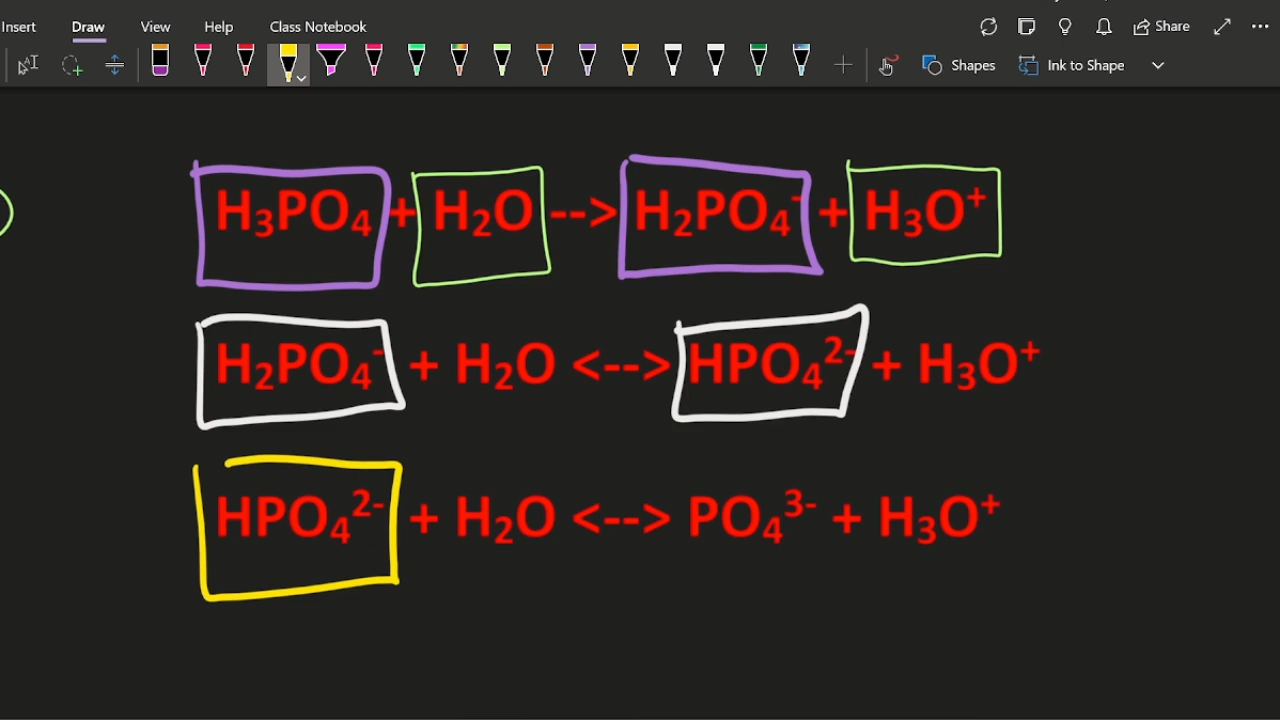 Insert Draw View Help Class Notebook Share
Shapes Ink to Shape
H₃PO₄ + H₂O --> H₂PO₄⁻ + H₃O⁺
H₂PO₄⁻ + H₂O <--> HPO₄²⁻ + H₃O⁺
HPO₄²⁻ + H₂O <--> PO₄³⁻ + H₃O⁺